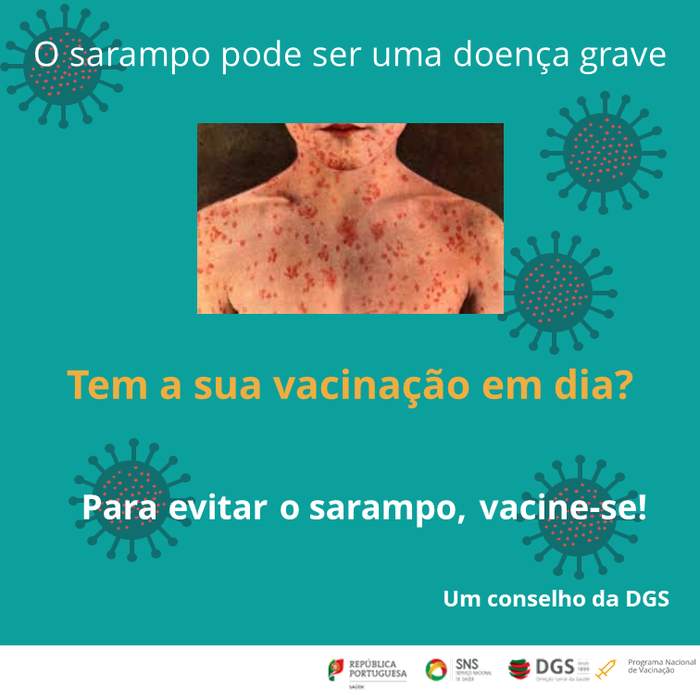 O sarampo pode ser uma doença grave
Tem a sua vacinação em dia?
Para evitar o sarampo, vacine-se!
Um conselho da DGS
REPÚBLICA
PORTUGUESA
SAÚDE
SNS
SERVIÇO NACIONAL
DE SAÚDE
DGS desde
1899
Direção-Geral da Saúde
Programa Nacional
de Vacinação